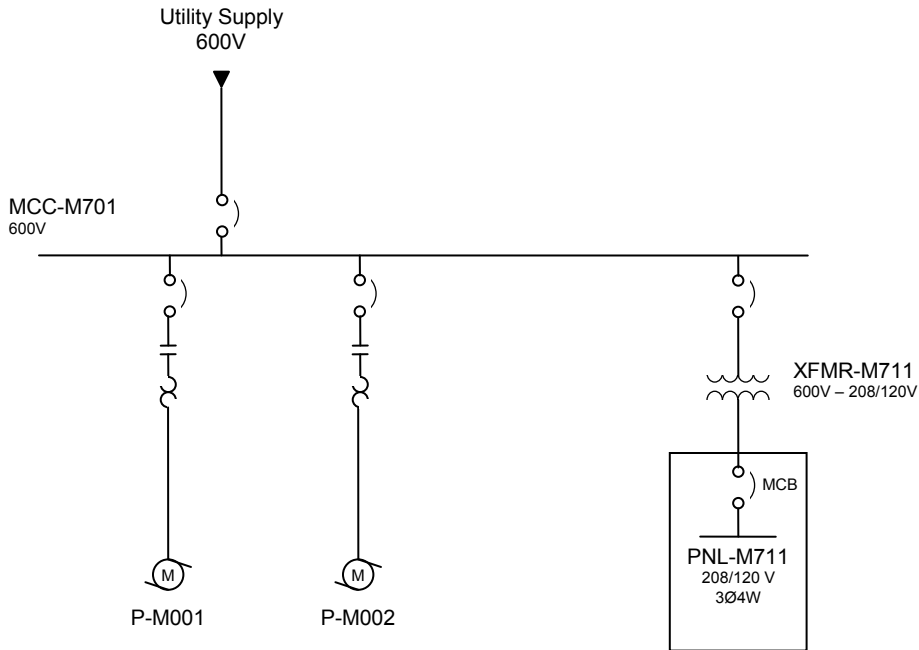 Utility Supply
600V
MCC-M701
600V
XFMR-M711
600V – 208/120V
MCB
PNL-M711
208/120 V
3Ø4W
M
M
P-M001
P-M002